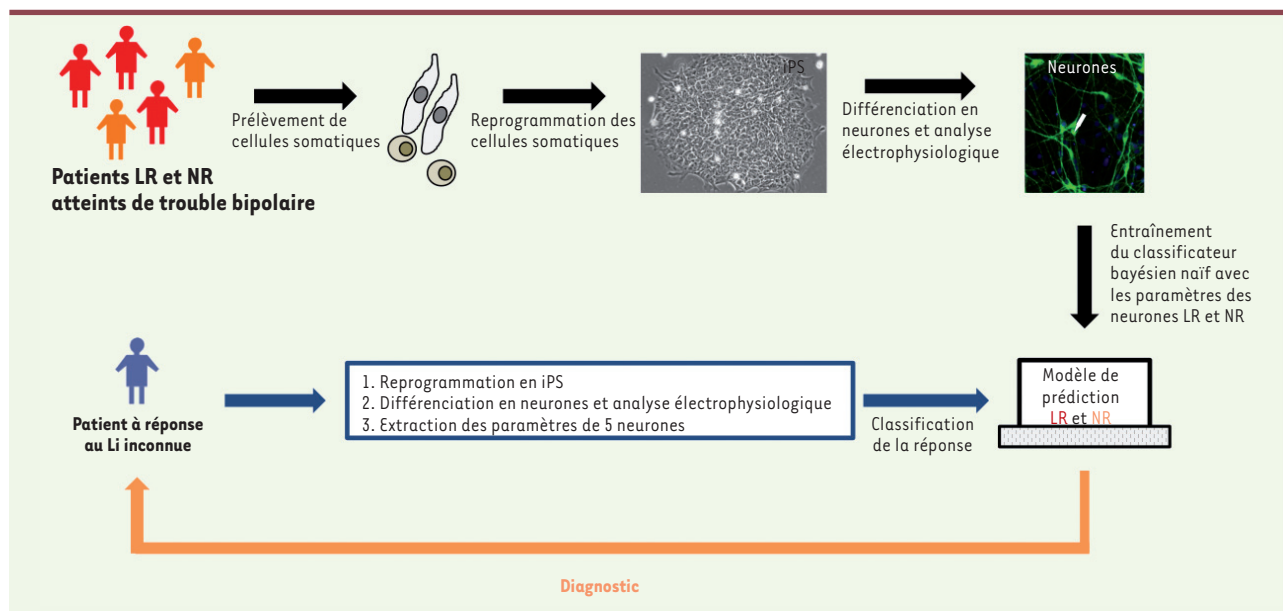 Patients LR et NR
atteints de trouble bipolaire
Prélèvement de
cellules somatiques
Reprogrammation des
cellules somatiques
iPS
Différenciation en
neurones et analyse
électrophysiologique
Neurones
Entraînement
du classificateur
bayésien naïf avec
les paramètres des
neurones LR et NR
Patient à réponse
au Li inconnue
1. Reprogrammation en iPS
2. Différenciation en neurones et analyse électrophysiologique
3. Extraction des paramètres de 5 neurones
Classification
de la réponse
Modèle de
prédiction
LR et NR
Diagnostic